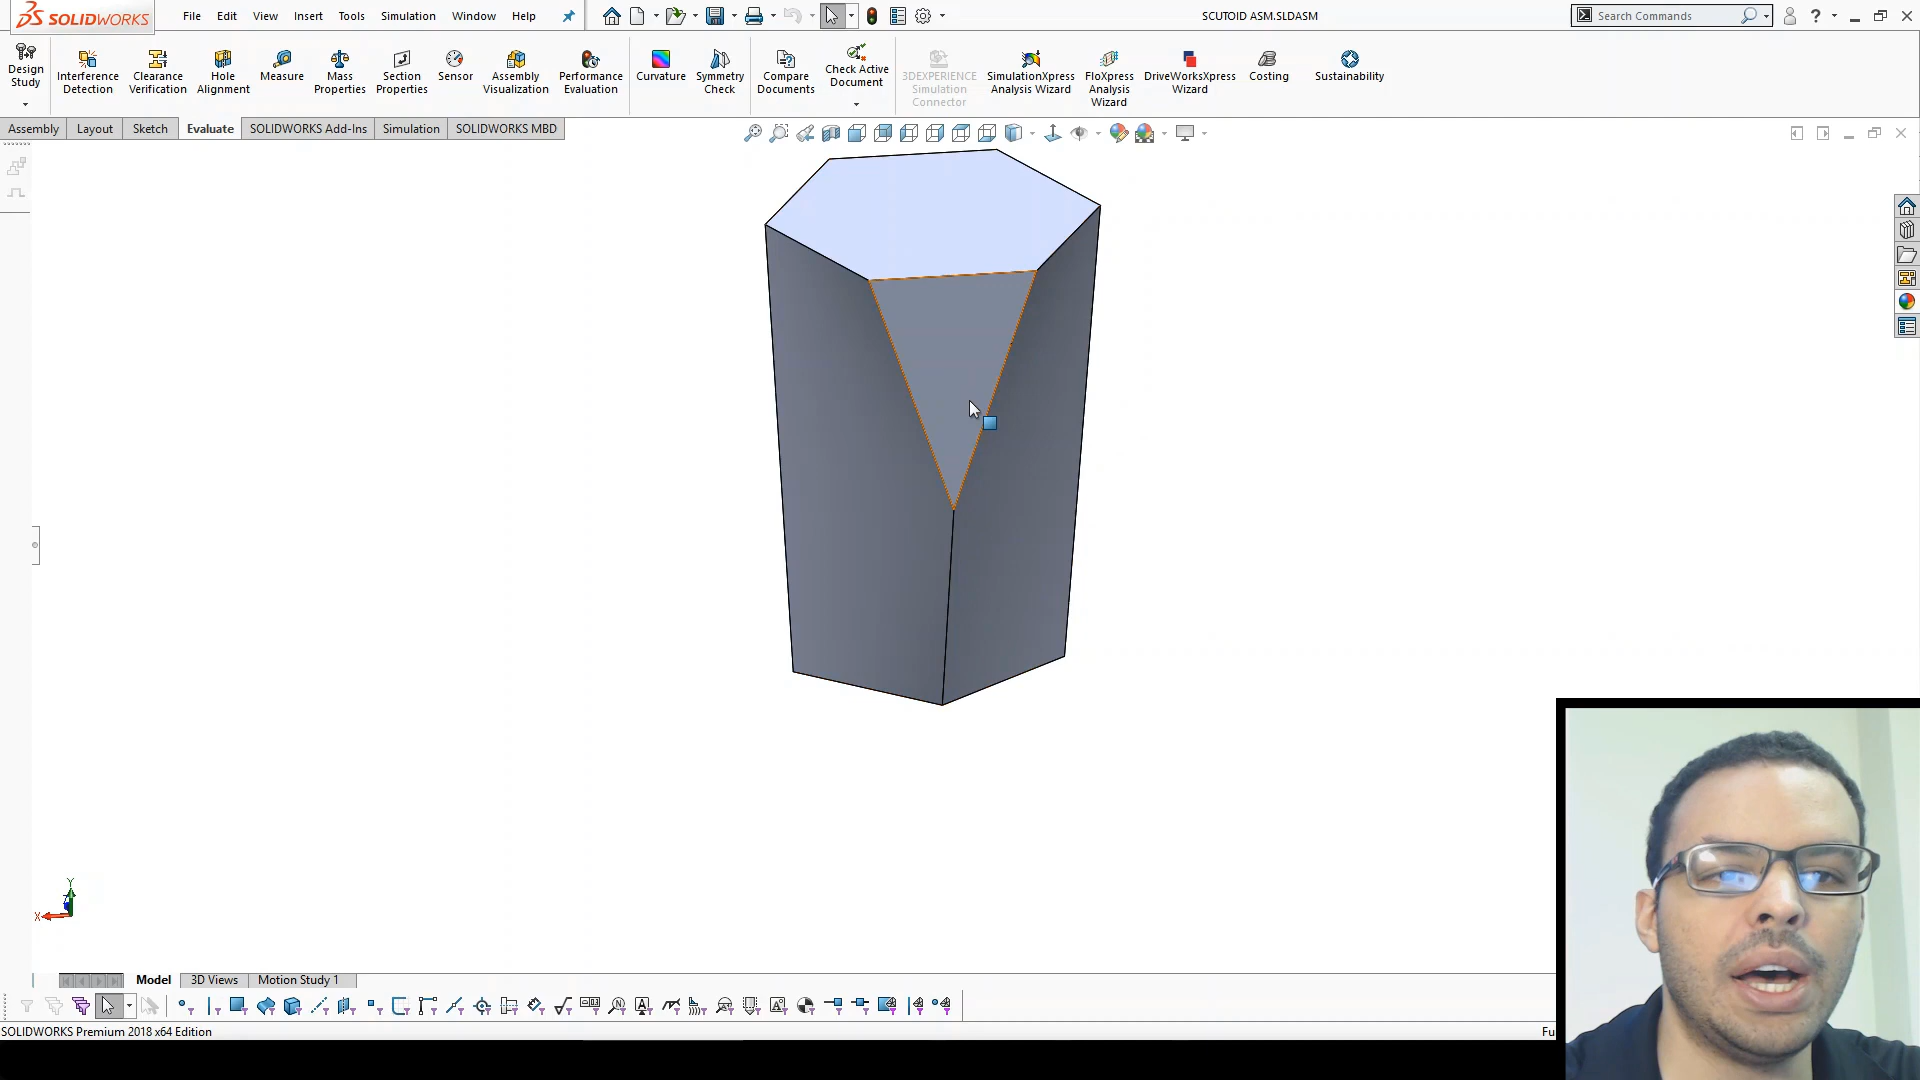 SOLIDWORKS File Edit View Insert Tools Simulation Window Help SCUTOID ASM.SLDASM Search Commands ?
Design Study
Interference Detection
Clearance Verification
Hole Alignment
Measure
Mass Properties
Section Properties
Sensor
Assembly Visualization
Performance Evaluation
Curvature
Symmetry Check
Compare Documents
Check Active Document
3DEXPERIENCE Simulation Connector
SimulationXpress Analysis Wizard
FloXpress Analysis Wizard
DriveWorksXpress Wizard
Costing
Sustainability
Assembly Layout Sketch Evaluate SOLIDWORKS Add-Ins Simulation SOLIDWORKS MBD
Y
X
Model 3D Views Motion Study 1
SOLIDWORKS Premium 2018 x64 Edition Fu